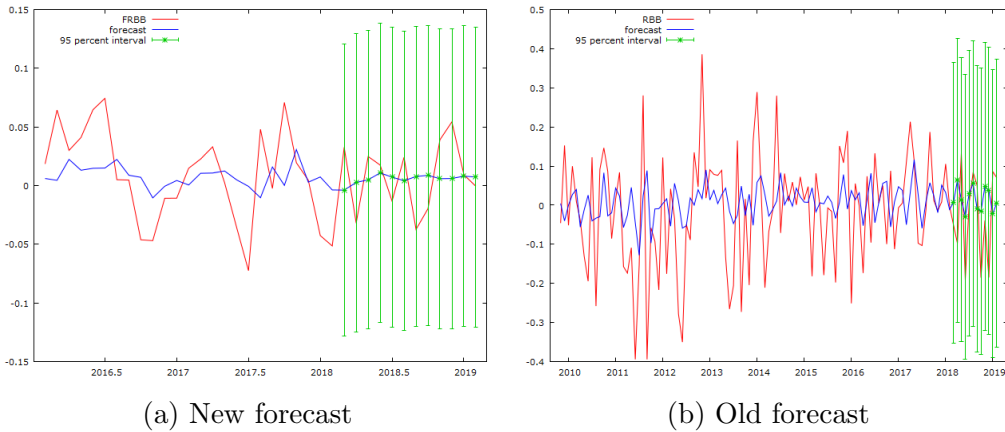 0.15
0.1
0.05
0
-0.05
-0.1
-0.15
FRBB
forecast
95 percent interval
2016.5 2017 2017.5 2018 2018.5 2019
(a) New forecast
0.5
0.4
0.3
0.2
0.1
0
-0.1
-0.2
-0.3
-0.4
RBB
forecast
95 percent interval
2010 2011 2012 2013 2014 2015 2016 2017 2018 2019
(b) Old forecast